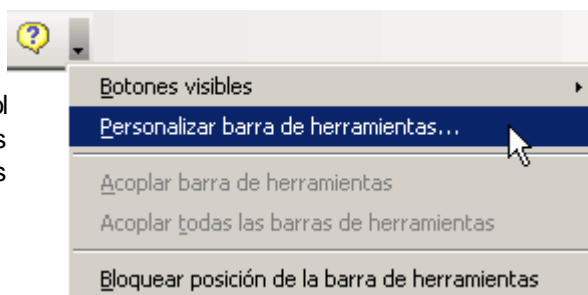 Botones visibles
Personalizar barra de herramientas...
Acoplar barra de herramientas
Acoplar todas las barras de herramientas
Bloquear posición de la barra de herramientas